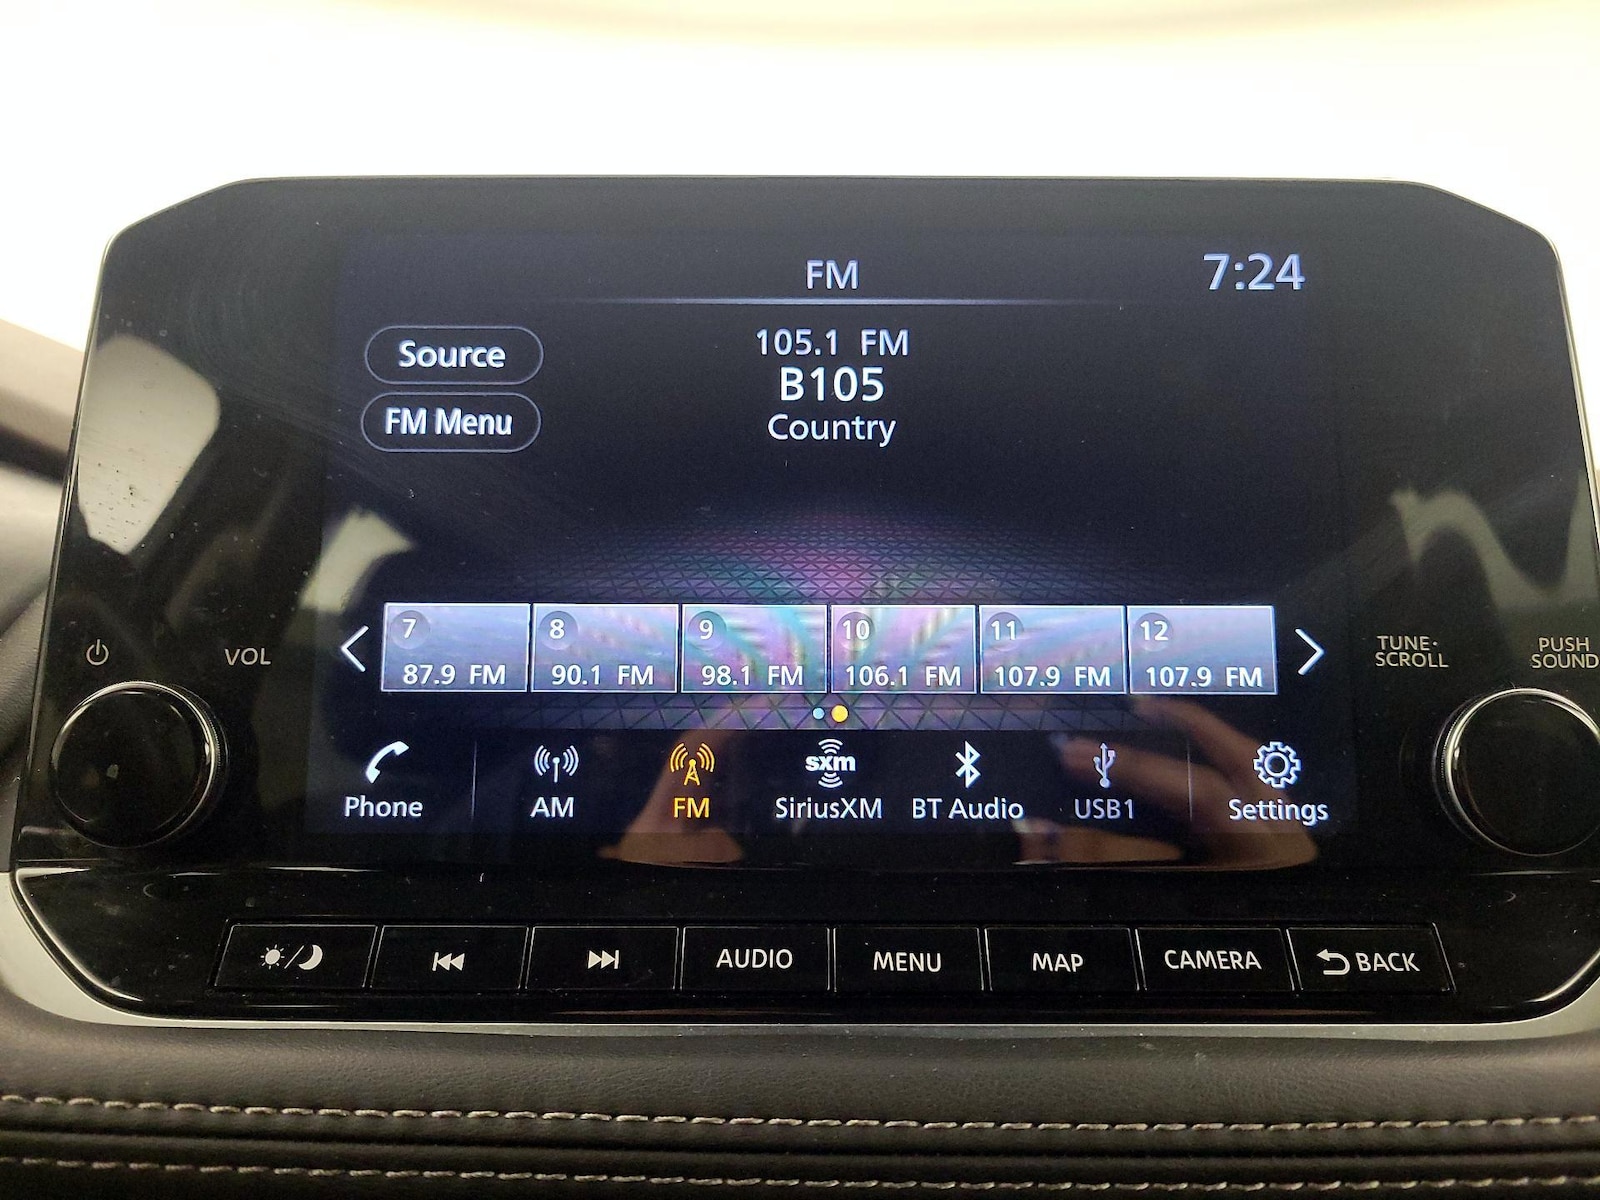 FM
7:24
Source
105.1 FM
B105
FM Menu
Country
7
8
9
10
11
12
87.9 FM
90.1 FM
98.1 FM
106.1 FM
107.9 FM
107.9 FM
VOL
TUNE·
SCROLL
PUSH
SOUND
sxm
Phone
AM
FM
SiriusXM
BT Audio
USB1
Settings
AUDIO
MENU
MAP
CAMERA
BACK